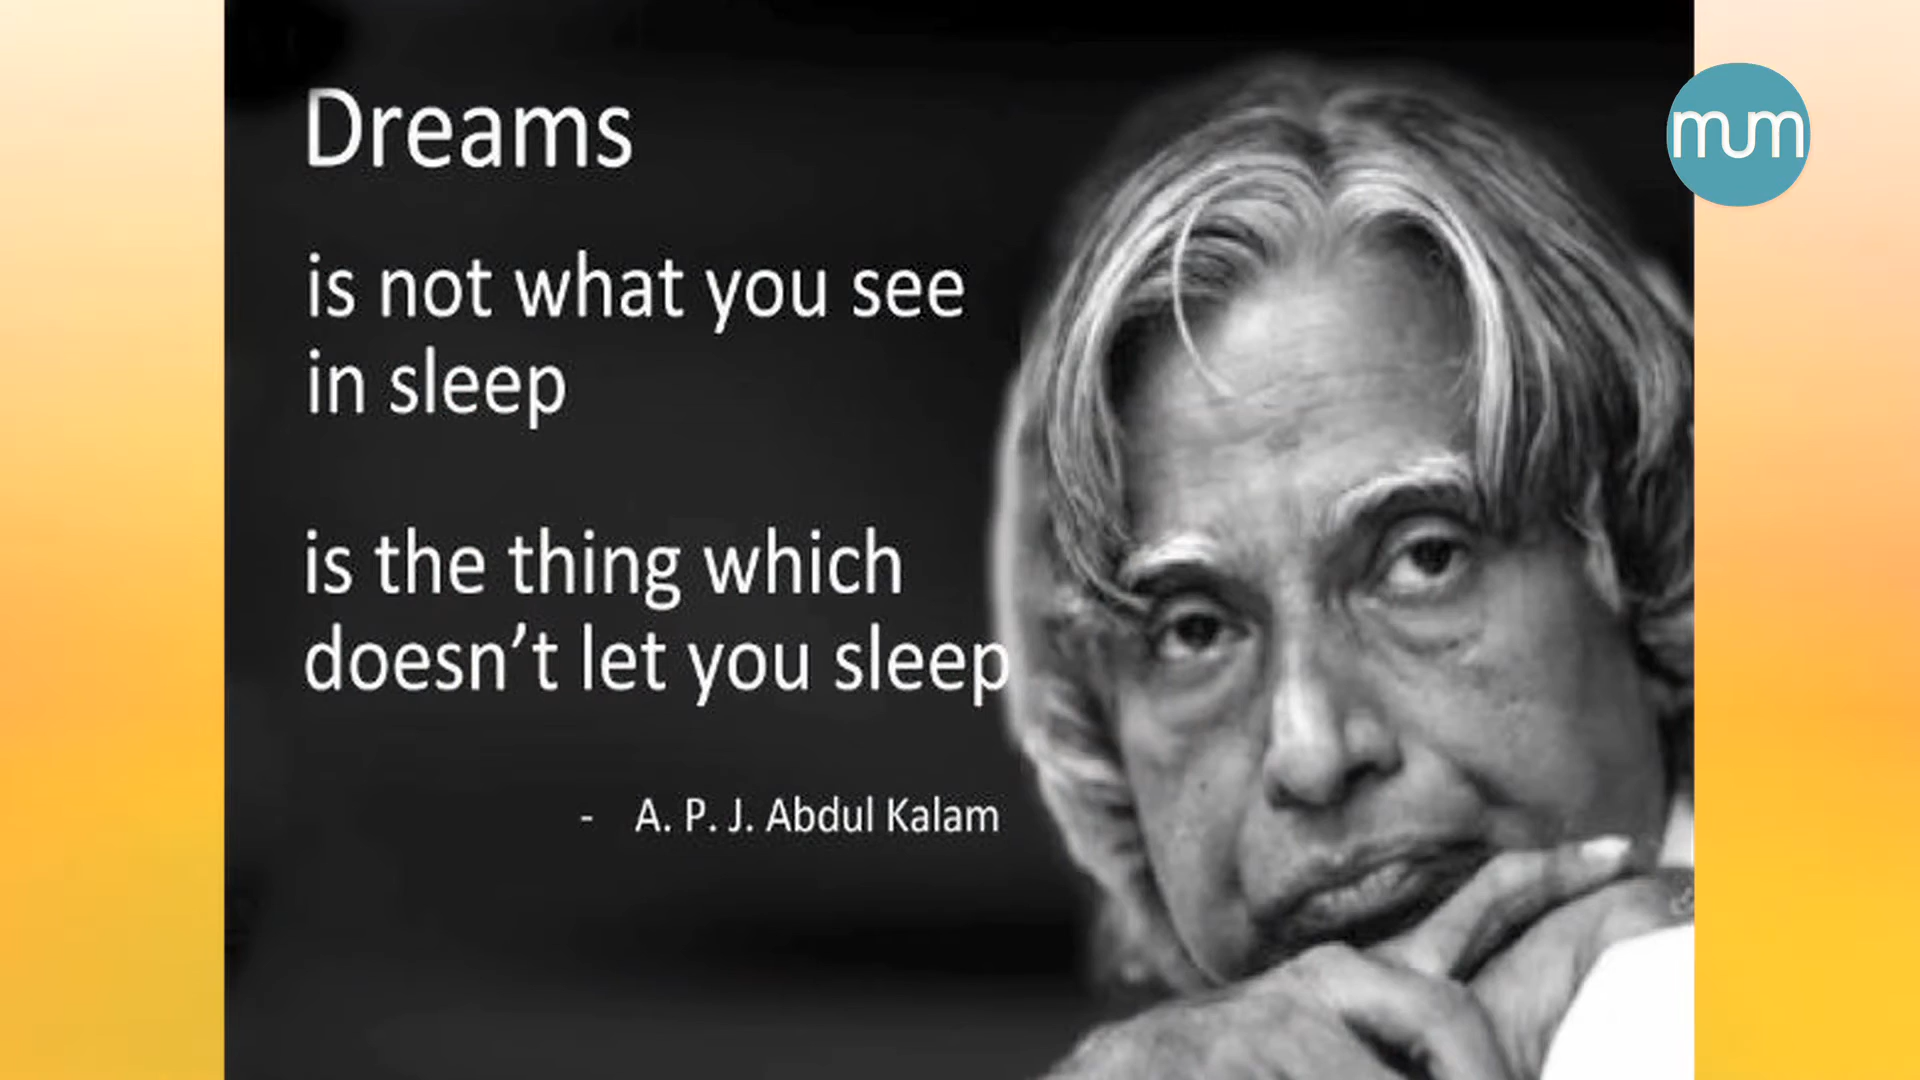 Dreams
is not what you see
in sleep
is the thing which
doesn’t let you sleep
- A. P. J. Abdul Kalam
mum